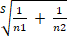 s√(1/n1 + 1/n2)